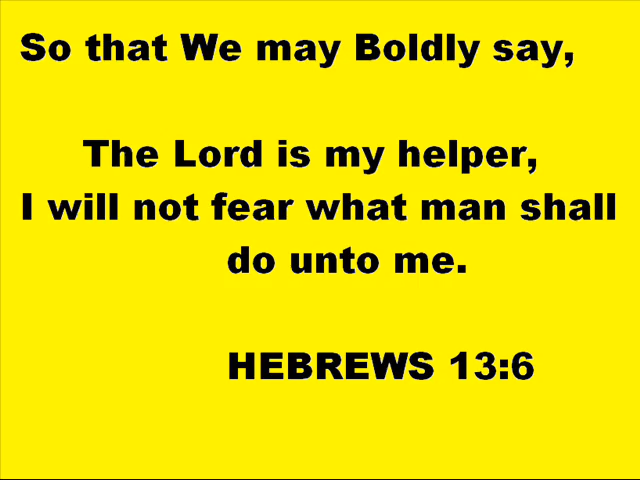 So that We may Boldly say,
The Lord is my helper,
I will not fear what man shall
do unto me.
HEBREWS 13:6